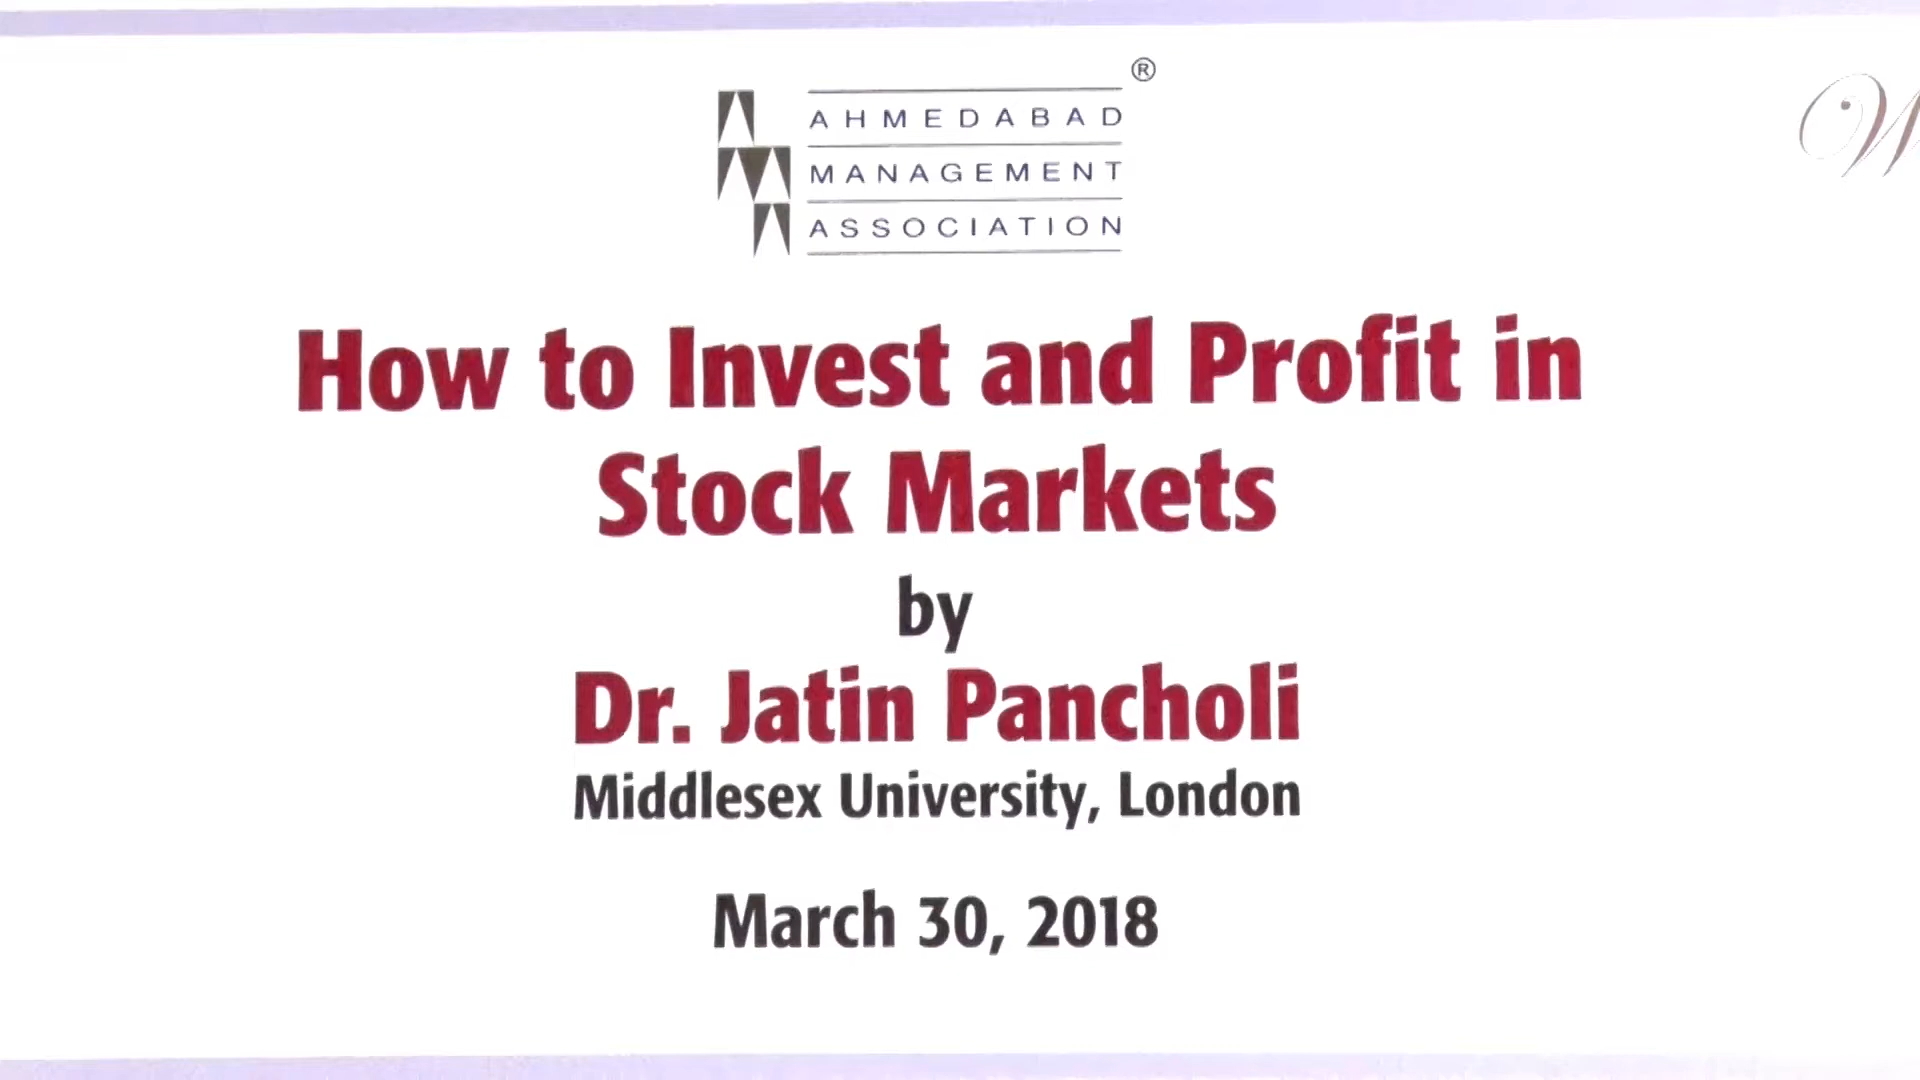 ®
AHMEDABAD
MANAGEMENT
ASSOCIATION
How to Invest and Profit in
Stock Markets
by
Dr. Jatin Pancholi
Middlesex University, London
March 30, 2018